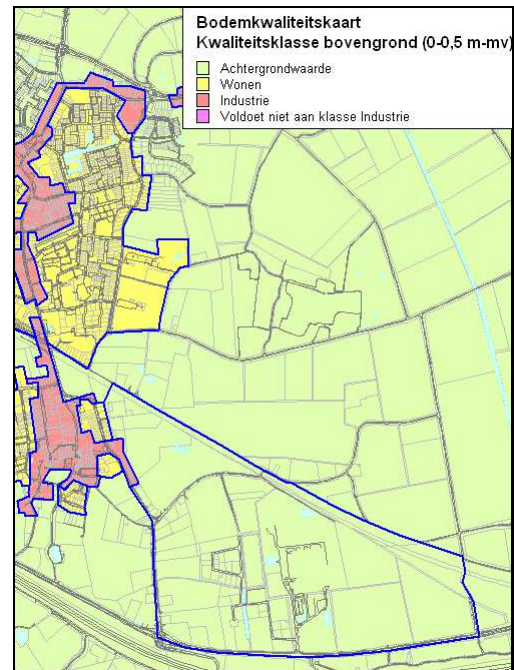 Bodemkwaliteitskaart
Kwaliteitsklasse bovengrond (0-0,5 m-mv)
Achtergrondwaarde
Wonen
Industrie
Voldoet niet aan klasse Industrie